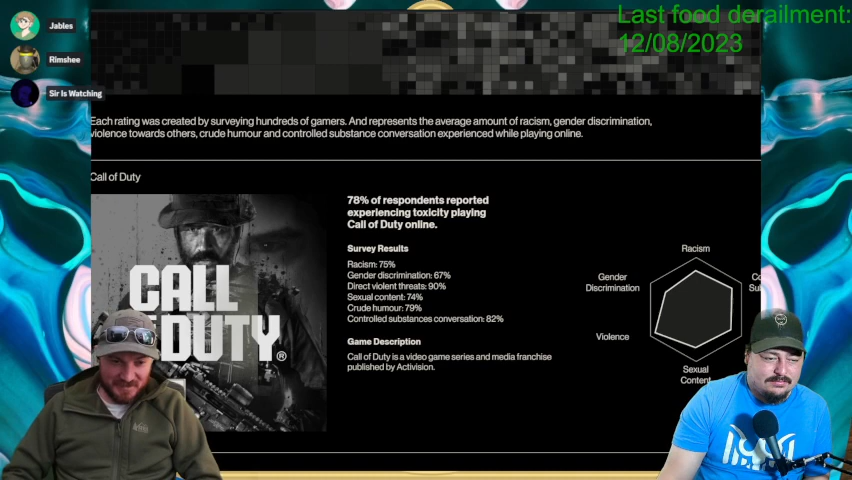 Last food derailment:
12/08/2023
Jables
Rimshee
Sir Is Watching
Each rating was created by surveying hundreds of gamers. And represents the average amount of racism, gender discrimination,
violence towards others, crude humour and controlled substance conversation experienced while playing online.
Call of Duty
78% of respondents reported
experiencing toxicity playing
Call of Duty online.
Survey Results
Racism: 75%
Gender discrimination: 67%
Direct violent threats: 90%
Sexual content: 74%
Crude humour: 79%
Controlled substances conversation: 82%
Game Description
Call of Duty is a video game series and media franchise
published by Activision.
CALL
DUTY®
Racism
Gender
Discrimination
Violence
Sexual
Content